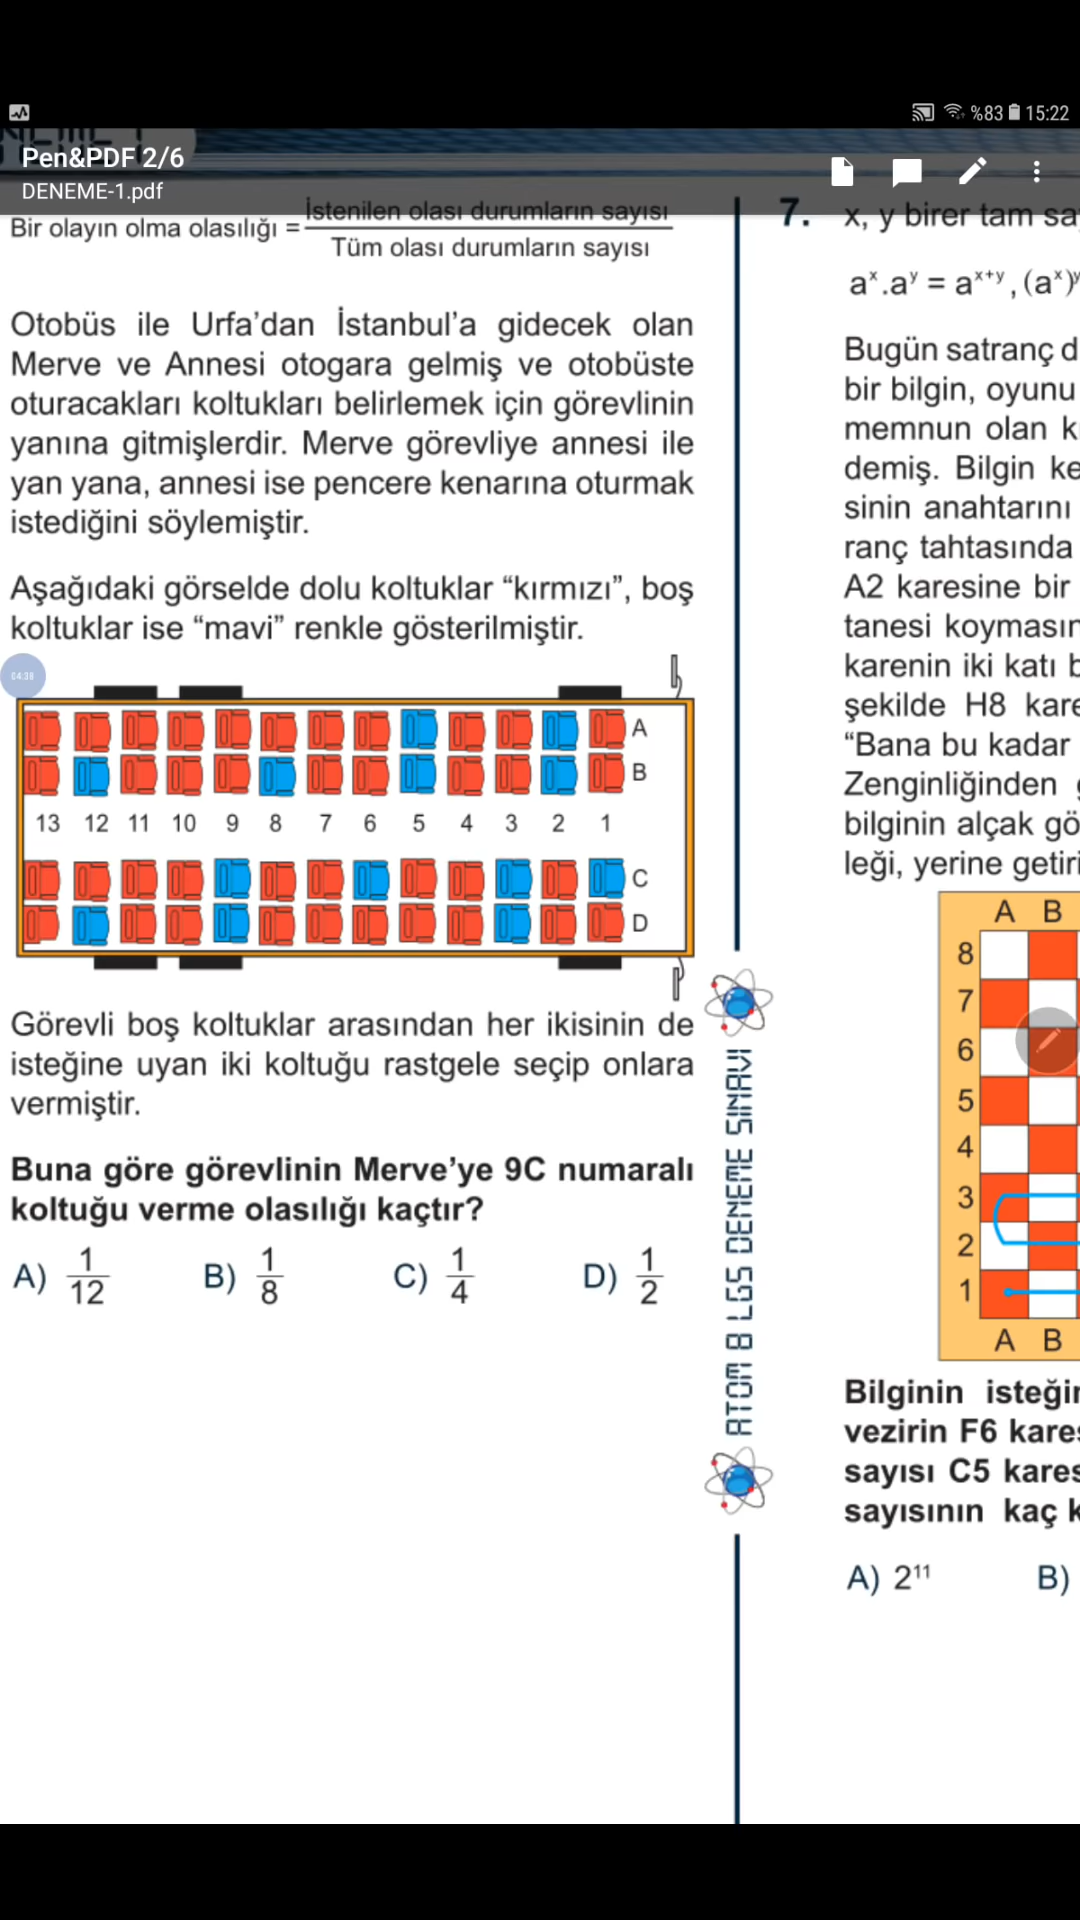 %83 15:22
Pen&PDF 2/6
DENEME-1.pdf
İstenilen olası durumların sayısı
Bir olayın olma olasılığı =
Tüm olası durumların sayısı
Otobüs ile Urfa’dan İstanbul’a gidecek olan
Merve ve Annesi otogara gelmiş ve otobüste
oturacakları koltukları belirlemek için görevlinin
yanına gitmişlerdir. Merve görevliye annesi ile
yan yana, annesi ise pencere kenarına oturmak
istediğini söylemiştir.
Aşağıdaki görselde dolu koltuklar “kırmızı”, boş
koltuklar ise “mavi” renkle gösterilmiştir.
04:38
A
B
13 12 11 10 9 8 7 6 5 4 3 2 1
C
D
Görevli boş koltuklar arasından her ikisinin de
isteğine uyan iki koltuğu rastgele seçip onlara
vermiştir.
Buna göre görevlinin Merve’ye 9C numaralı
koltuğu verme olasılığı kaçtır?
A) 1/12 B) 1/8 C) 1/4 D) 1/2
ATOM 8 LGS DENEME SINAVI
7. x, y birer tam sa
aˣ.aʸ = aˣ⁺ʸ, (aˣ)ʸ
Bugün satranç d
bir bilgin, oyunu
memnun olan k
demiş. Bilgin ke
sinin anahtarını
ranç tahtasında
A2 karesine bir
tanesi koymasın
karenin iki katı b
şekilde H8 kare
“Bana bu kadar
Zenginliğinden
bilginin alçak gö
leği, yerine getiri
A B
8
7
6
5
4
3
2
1
A B
Bilginin isteğin
vezirin F6 kares
sayısı C5 kares
sayısının kaç k
A) 2¹¹ B)